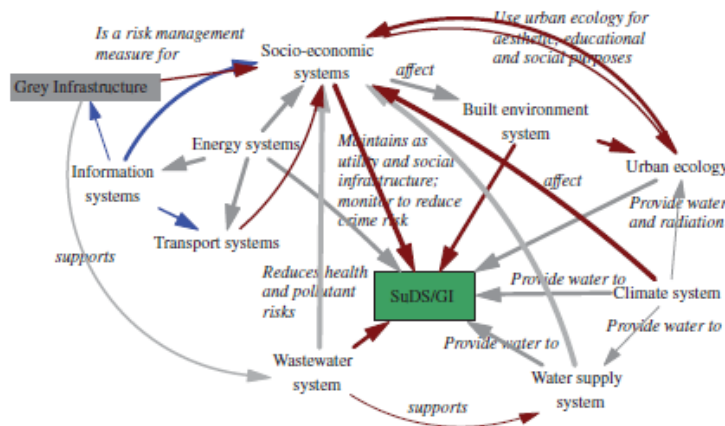 Is a risk management
measure for
Use urban ecology for
aesthetic, educational
and social purposes
Socio-economic
systems
affect
Grey Infrastructure
Built environment
system
Energy systems
Maintains as
utility and social
infrastructure;
monitor to reduce
crime risk
Information
systems
Urban ecology
affect
Provide water
and radiation
Transport systems
supports
Reduces health
and pollutant
risks
SuDS/GI
Provide water to
Climate system
Provide water to
Provide water to
Wastewater
system
Water supply
system
supports